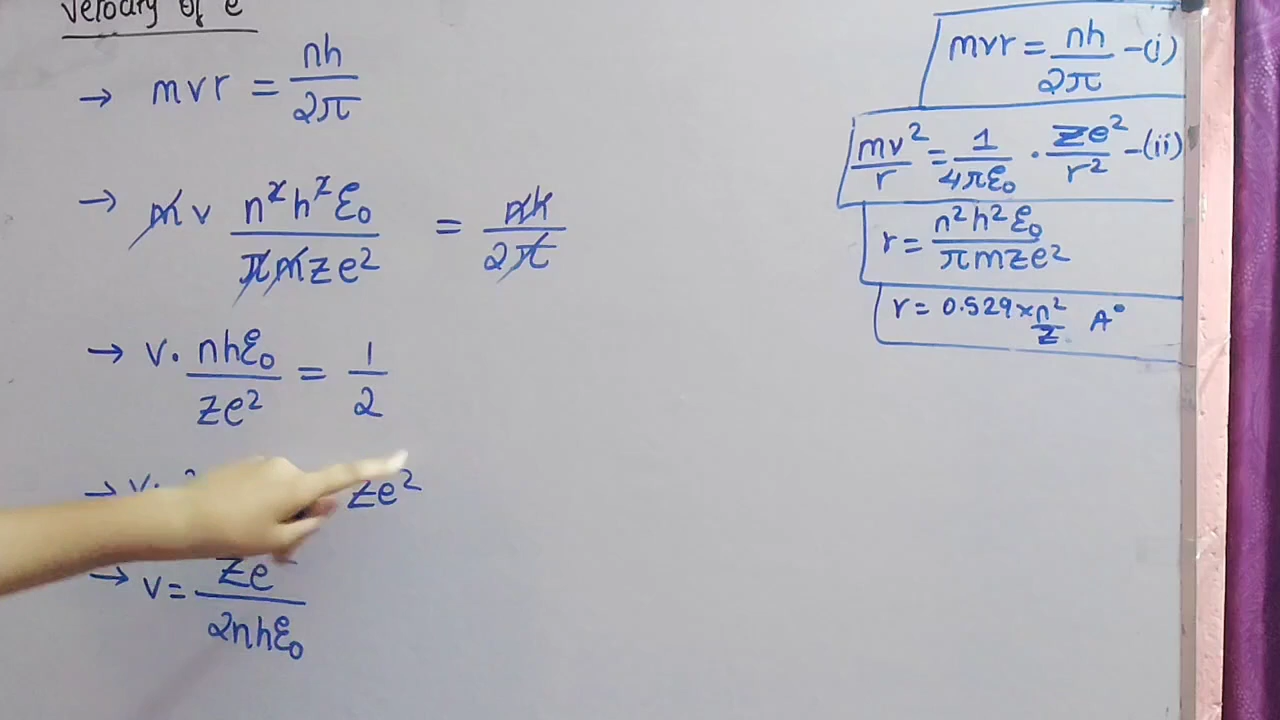 velocity of e
→ mvr = nh/2π
→ mv n²h²ε₀/πmze² = nh/2π
→ v. nhε₀/ze² = 1/2
→ v. ze²
→ v = ze/2nhε₀
mvr = nh/2π -(i)
mv²/r = 1/4πε₀ . ze²/r² -(ii)
r = n²h²ε₀/πmze²
r = 0.529 x n²/z A°